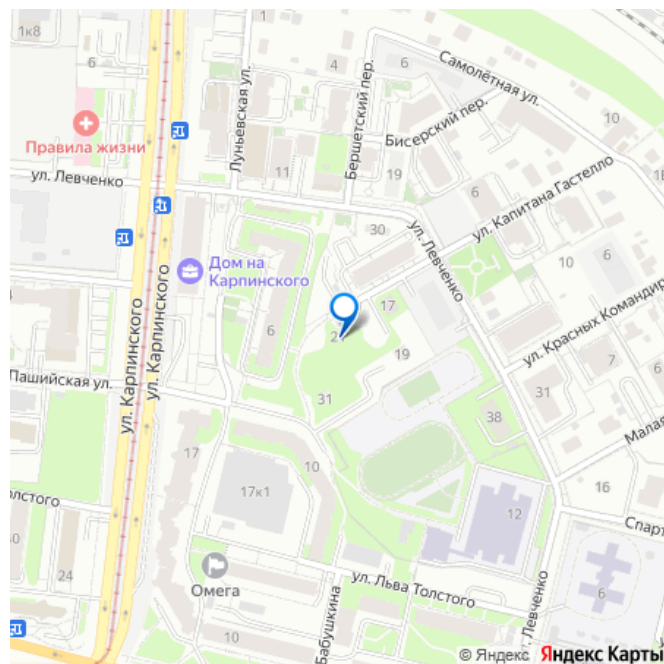 1к8
1
6
Луньевская ул.
4
Бершетский пер.
6
Самолётная ул.
Бисерский пер.
10
Правила жизни
ул. Левченко
11
19
6
ул. Капитана Гастелло
30
ул. Левченко
6
10
Дом на
Карпинского
ул. Карпинского
ул. Карпинского
6
2
17
19
ул. Красных Командир
7
6
31
Пашийская ул.
31
38
Малая
17
10
17к1
олстого
40
24
12
16
Спарт
Омега
ул. Льва Толстого
6
Левченко
10
Бабушкина
© Яндекс Яндекс Карты